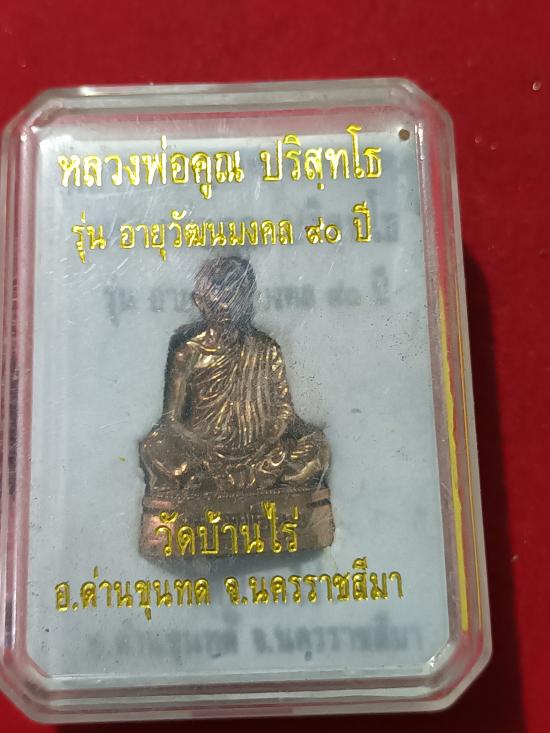 หลวงพ่อคูณ ปริสุทโธ
รุ่น อายุวัฒนมงคล ๙๐ ปี
วัดบ้านไร่
อ.ด่านขุนทด จ.นครราชสีมา